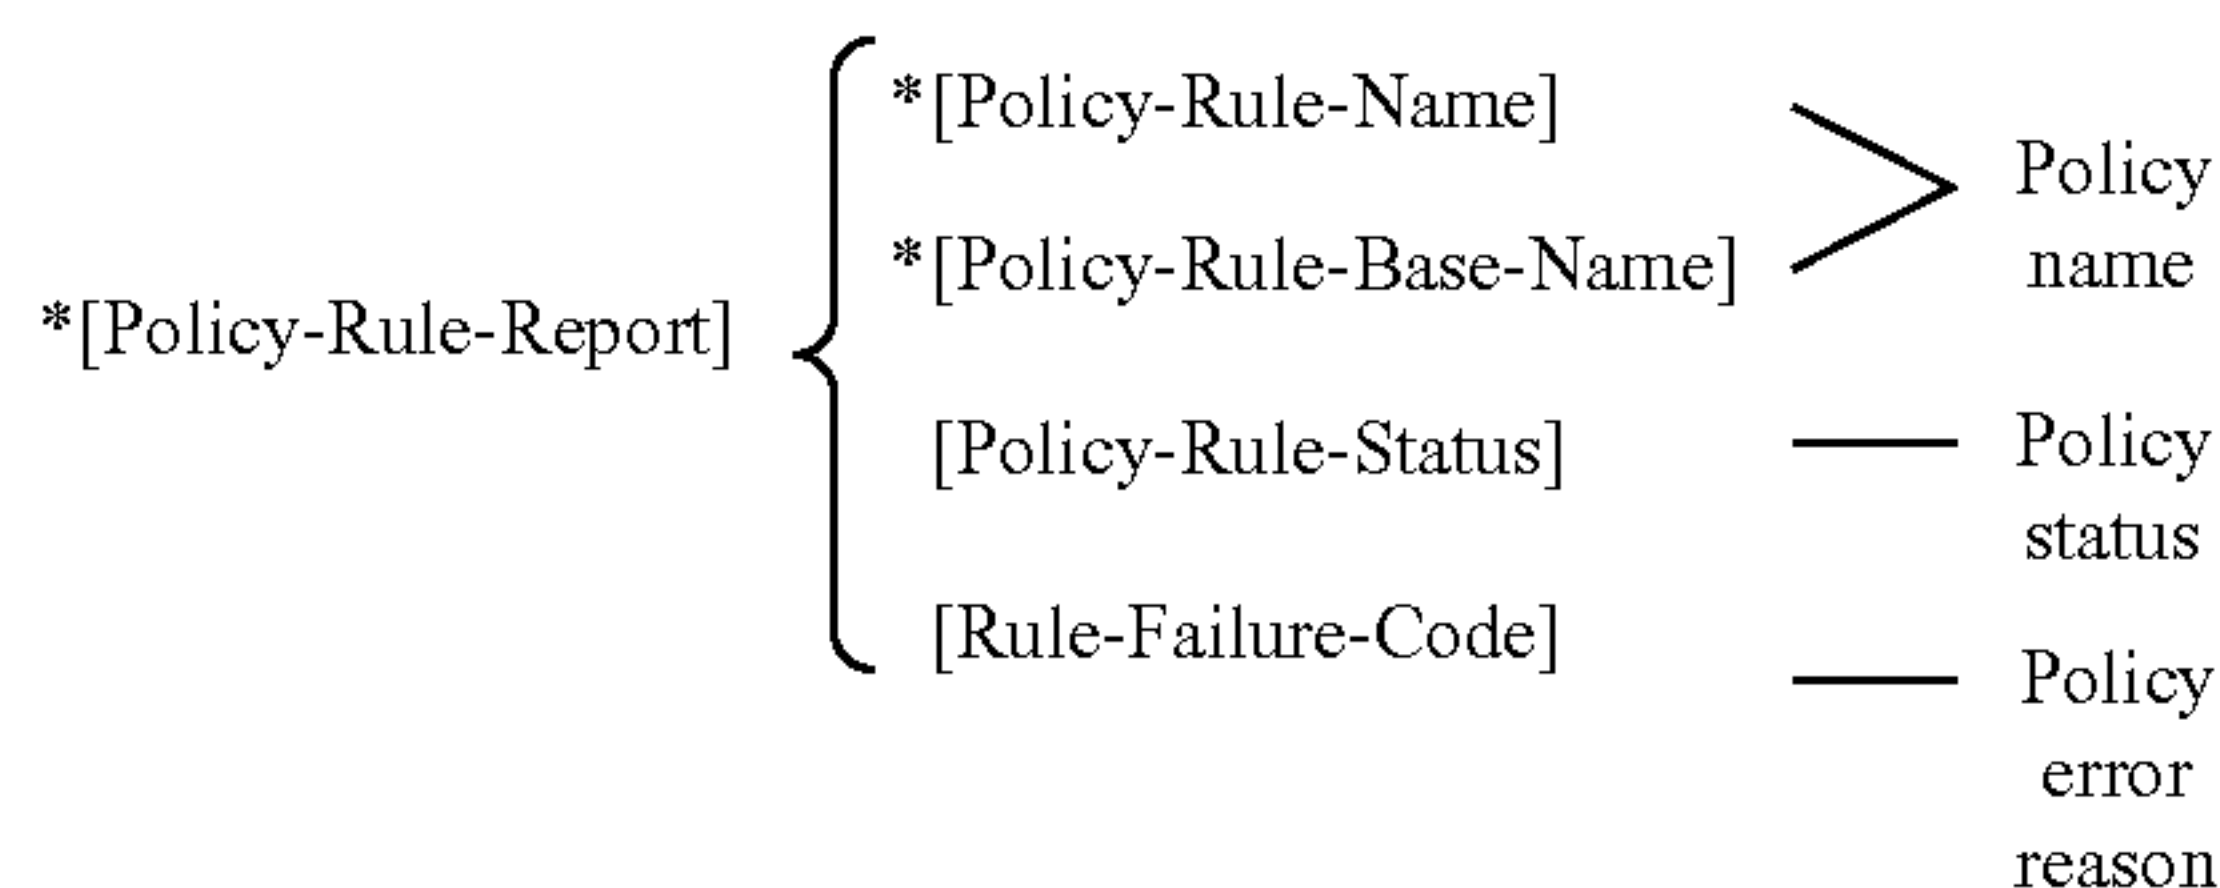 *[Policy-Rule-Report]
*[Policy-Rule-Name]
*[Policy-Rule-Base-Name]
[Policy-Rule-Status]
[Rule-Failure-Code]
Policy
name
Policy
status
Policy
error
reason